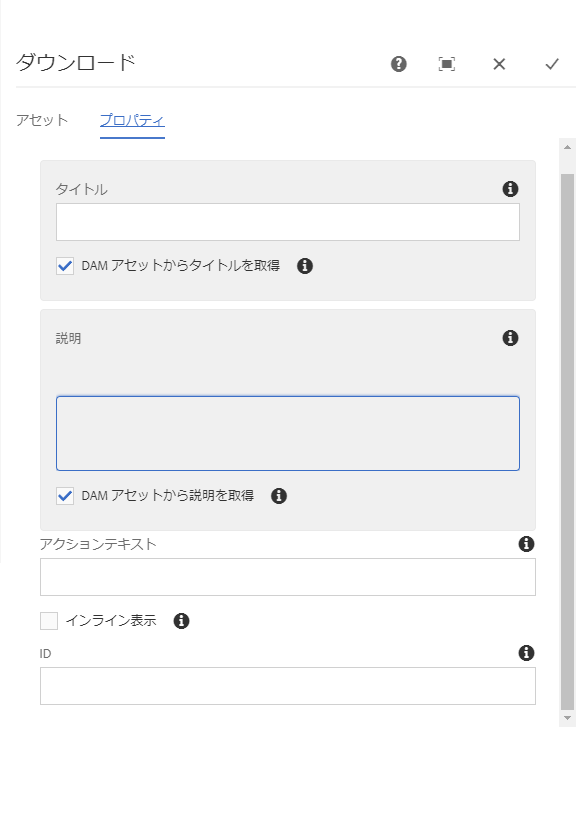 ダウンロード
アセット
プロパティ
タイトル
DAM アセットからタイトルを取得
説明
DAM アセットから説明を取得
アクションテキスト
インライン表示
ID